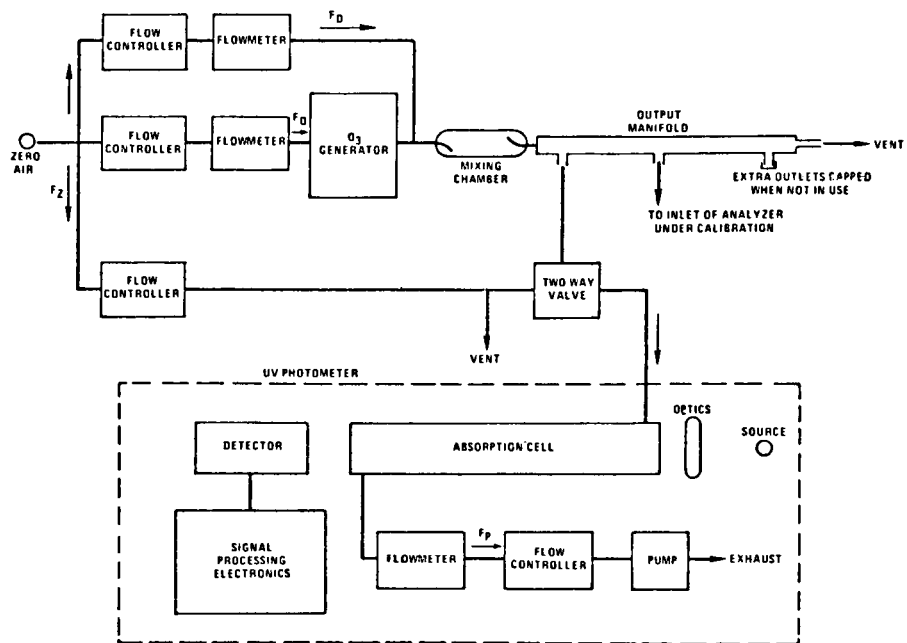 FLOW
CONTROLLER
FLOWMETER
F_D
ZERO
AIR
FLOW
CONTROLLER
FLOWMETER
F_O
O_3
GENERATOR
MIXING
CHAMBER
OUTPUT
MANIFOLD
VENT
EXTRA OUTLETS CAPPED
WHEN NOT IN USE
TO INLET OF ANALYZER
UNDER CALIBRATION
F_Z
FLOW
CONTROLLER
VENT
TWO WAY
VALVE
UV PHOTOMETER
DETECTOR
ABSORPTION CELL
OPTICS
SOURCE
SIGNAL
PROCESSING
ELECTRONICS
FLOWMETER
F_P
FLOW
CONTROLLER
PUMP
EXHAUST